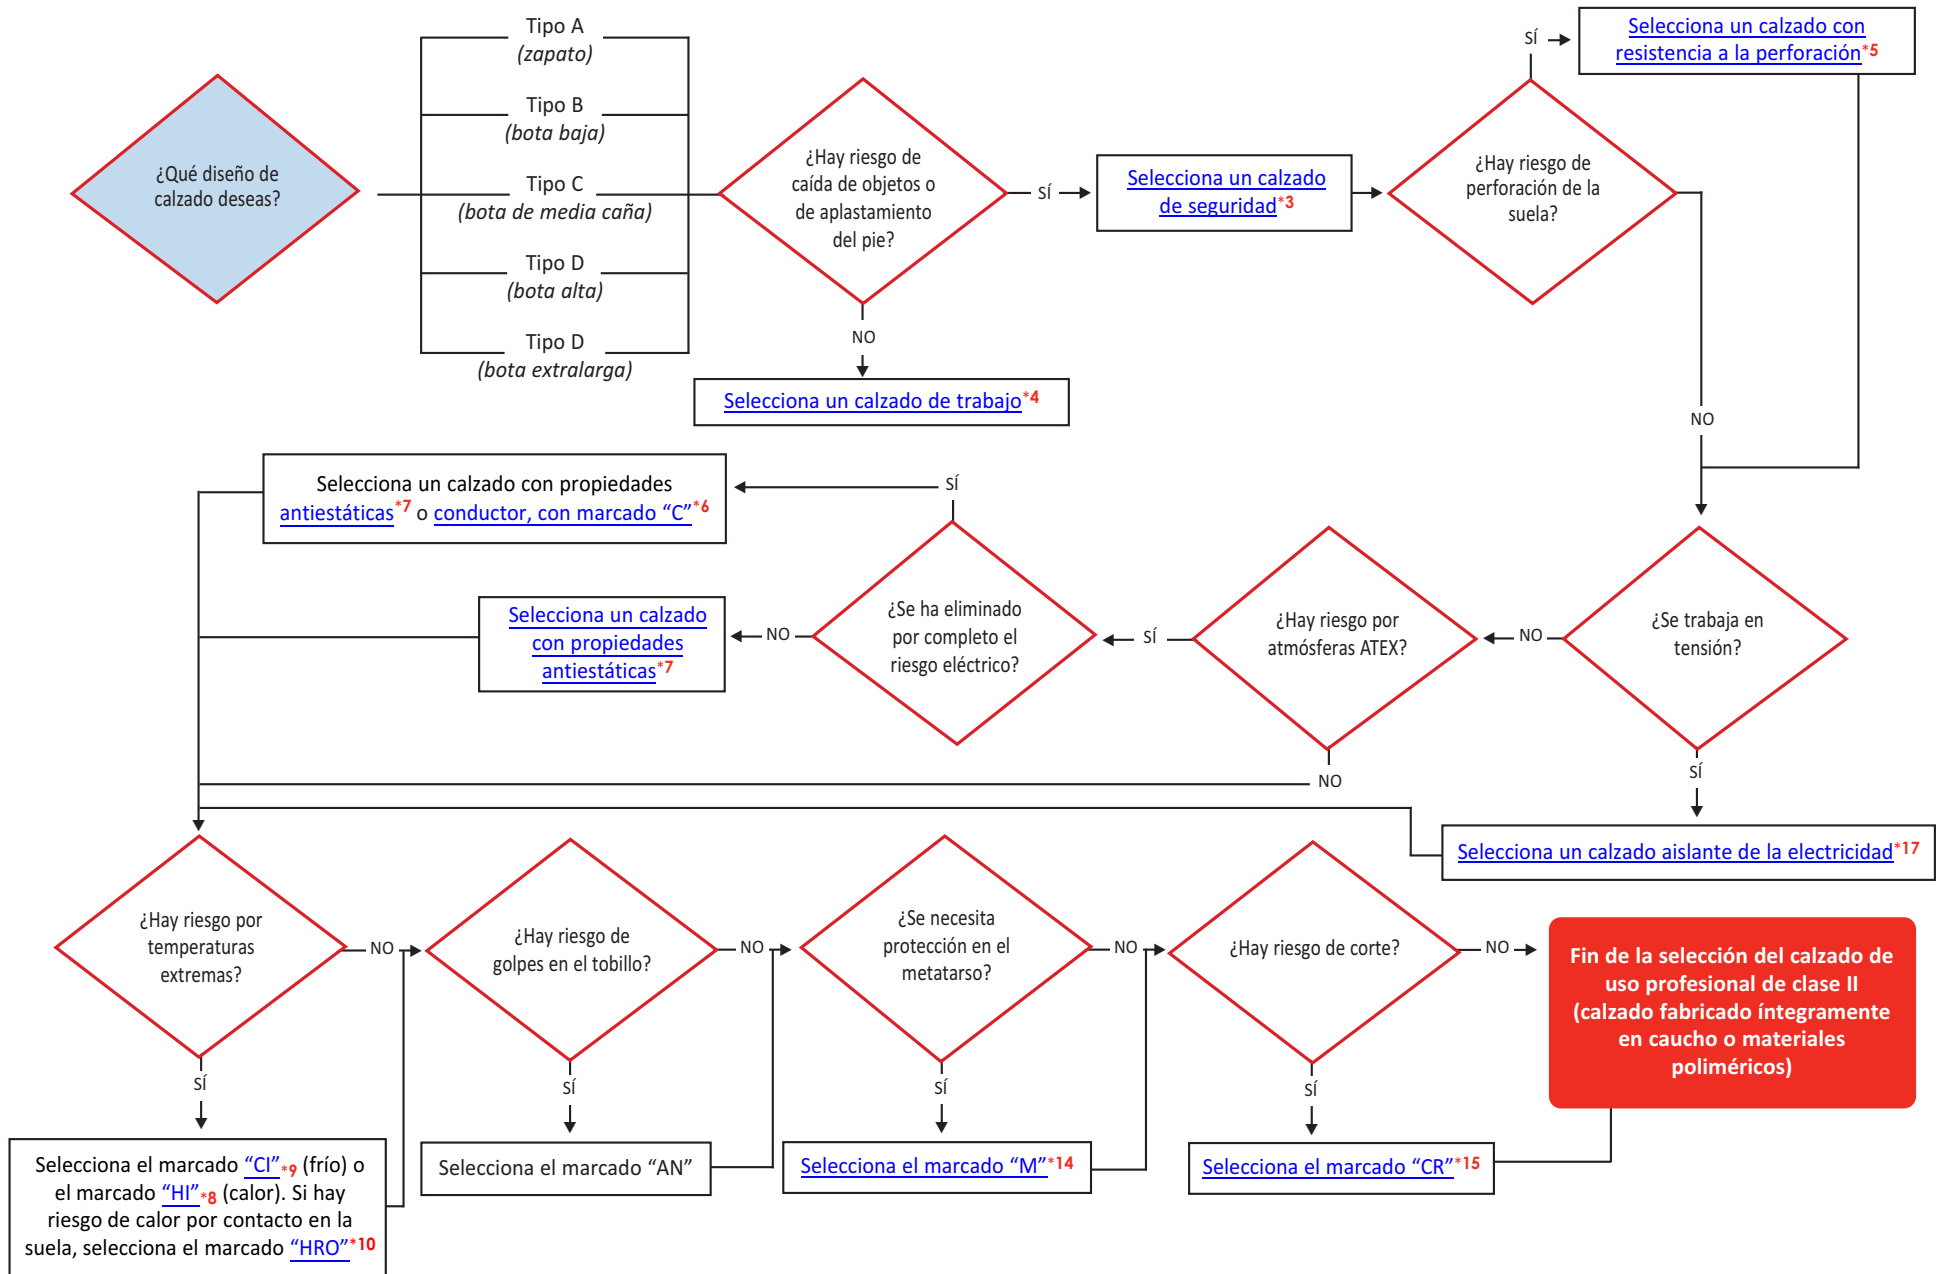 ¿Qué diseño de
calzado deseas?
Tipo A
(zapato)
Tipo B
(bota baja)
Tipo C
(bota de media caña)
Tipo D
(bota alta)
Tipo D
(bota extralarga)
¿Hay riesgo de
caída de objetos o
de aplastamiento
del pie?
SÍ
NO
Selecciona un calzado de trabajo*4
Selecciona un calzado
de seguridad*3
¿Hay riesgo de
perforación de la
suela?
SÍ
Selecciona un calzado con
resistencia a la perforación*5
NO
¿Se trabaja en
tensión?
NO
SÍ
Selecciona un calzado aislante de la electricidad*17
¿Hay riesgo por
atmósferas ATEX?
SÍ
NO
¿Se ha eliminado
por completo el
riesgo eléctrico?
SÍ
Selecciona un calzado con propiedades
antiestáticas*7 o conductor, con marcado “C”*6
NO
Selecciona un calzado
con propiedades
antiestáticas*7
¿Hay riesgo por
temperaturas
extremas?
NO
SÍ
Selecciona el marcado “CI”*9 (frío) o
el marcado “HI”*8 (calor). Si hay
riesgo de calor por contacto en la
suela, selecciona el marcado “HRO”*10
¿Hay riesgo de
golpes en el tobillo?
NO
SÍ
Selecciona el marcado “AN”
¿Se necesita
protección en el
metatarso?
NO
SÍ
Selecciona el marcado “M”*14
¿Hay riesgo de corte?
NO
SÍ
Selecciona el marcado “CR”*15
Fin de la selección del calzado de
uso profesional de clase II
(calzado fabricado íntegramente
en caucho o materiales
poliméricos)